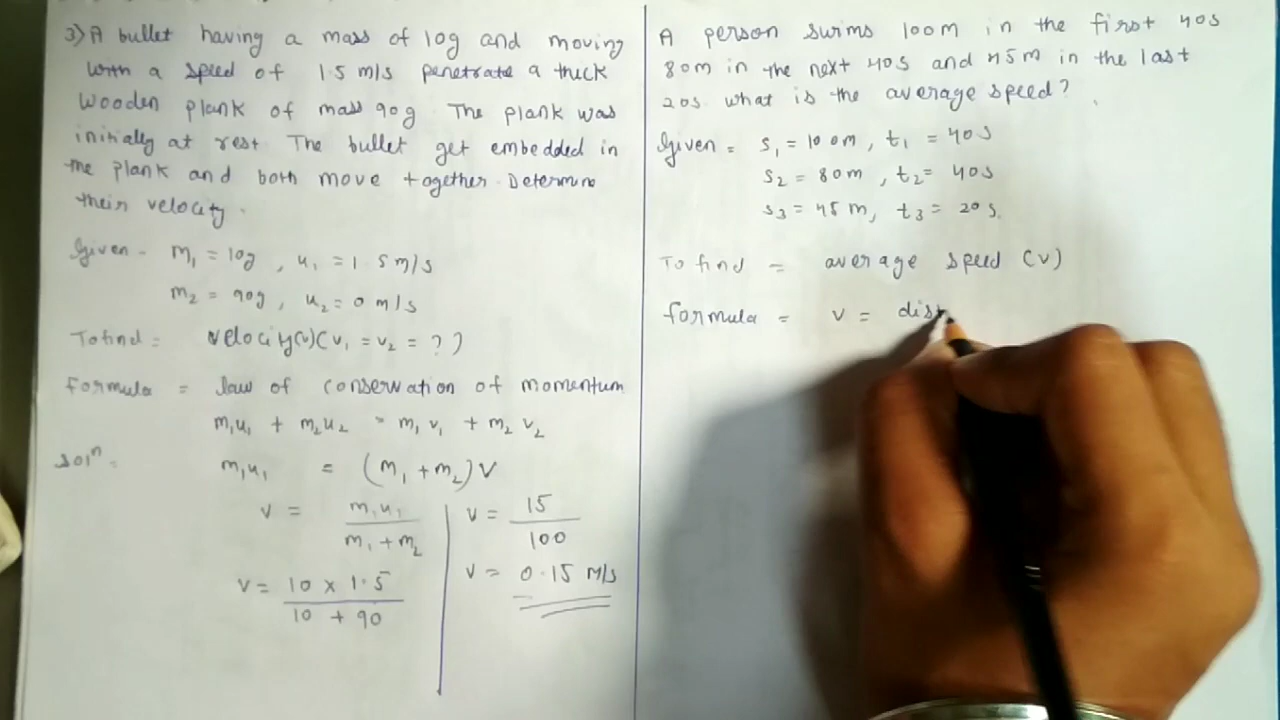 3) A bullet having a mass of 10g and moving
with a speed of 1.5 m/s penetrate a thick
wooden plank of mass 90g The plank was
initially at rest The bullet get embedded in
the plank and both move together. Determine
their velocity.
Given - m₁ = 10g, u₁ = 1.5 m/s
m₂ = 90g, u₂ = 0 m/s
To find = velocity(v) (v₁ = v₂ = ??)
formula = law of conservation of momentum
m₁u₁ + m₂u₂ = m₁v₁ + m₂v₂
solⁿ = m₁u₁ = (m₁ + m₂)v
v = m₁u₁ / m₁ + m₂
v = 10 x 1.5 / 10 + 90
v = 15 / 100
v = 0.15 m/s
A person swims 100m in the first 40s
80m in the next 40s and 45m in the last
20s. what is the average speed?
Given = s₁ = 100m, t₁ = 40s
s₂ = 80m, t₂ = 40s
s₃ = 45m, t₃ = 20s.
To find = average speed (v)
formula = v = dist